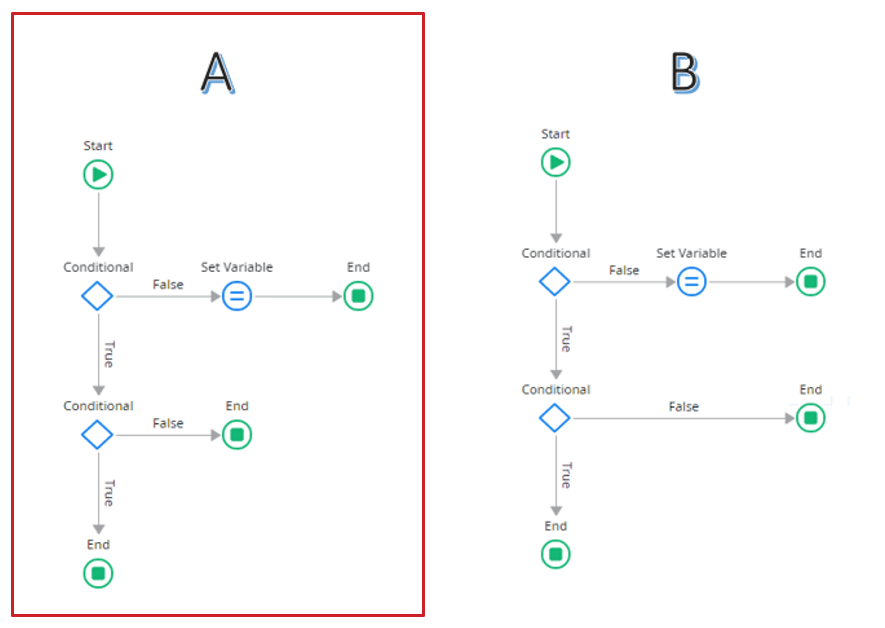 A
Start
Conditional
False
Set Variable
End
True
Conditional
False
End
True
End
B
Start
Conditional
False
Set Variable
End
True
Conditional
False
End
True
End